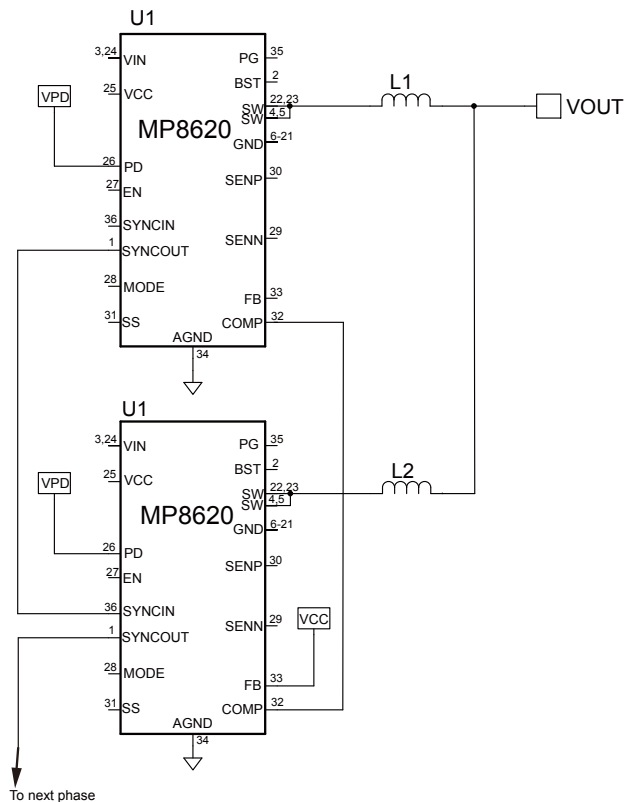 U1
3,24 VIN PG 35
BST 2
VPD 25 VCC
SW 22,23
SW 4,5
L1
VOUT
MP8620
GND 6-21
26 PD
27 EN SENP 30
36 SYNCIN
1 SYNCOUT SENN 29
28 MODE
FB 33
31 SS COMP 32
AGND
34
U1
3,24 VIN PG 35
BST 2
VPD 25 VCC
SW 22,23
SW 4,5
L2
MP8620
GND 6-21
26 PD
27 EN SENP 30
36 SYNCIN
1 SYNCOUT SENN 29
VCC
28 MODE
FB 33
31 SS COMP 32
AGND
34
To next phase